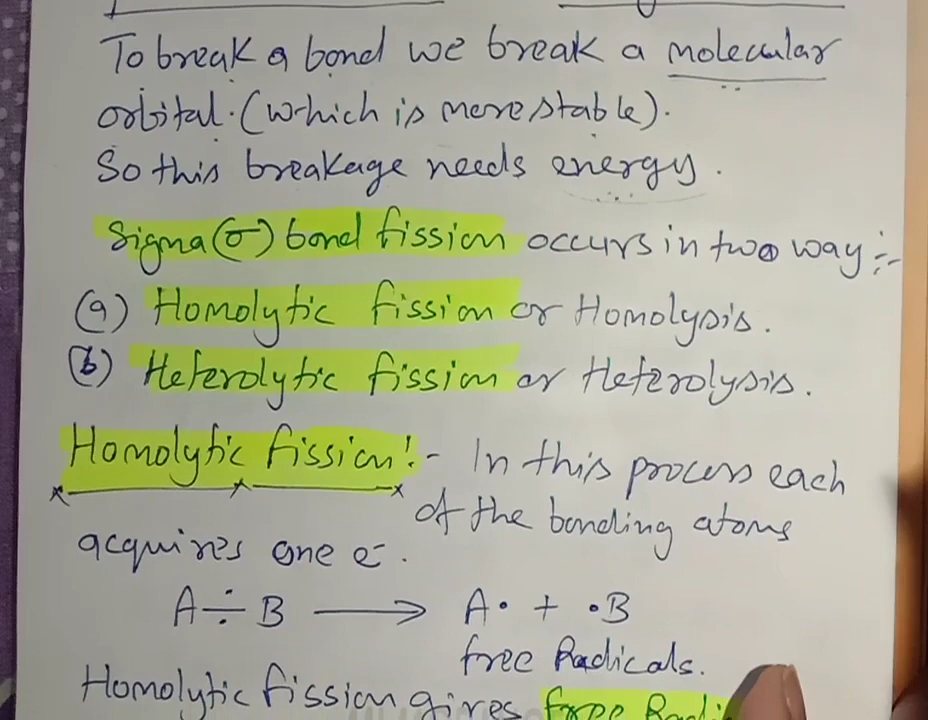 To break a bond we break a molecular
orbital. (which is more stable).
So this breakage needs energy.
Sigma (σ) bond fission occurs in two way :-
(a) Homolytic fission or Homolysis.
(b) Heterolytic fission or Heterolysis.
Homolytic fission :- In this process each
of the bonding atoms
acquires one e-.
A ÷ B ⟶ A• + •B
free Radicals.
Homolytic fission gives free